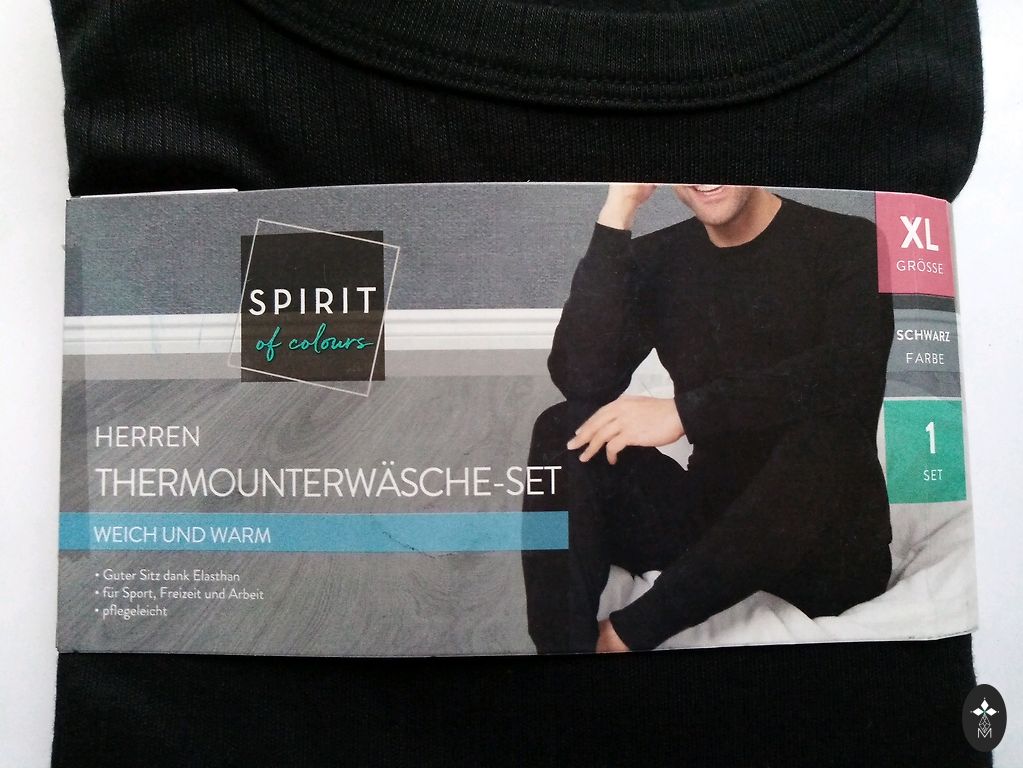 SPIRIT
of colours
HERREN
THERMOUNTERWÄSCHE-SET
WEICH UND WARM
• Guter Sitz dank Elasthan
• für Sport, Freizeit und Arbeit
• pflegeleicht
XL
GRÖSSE
SCHWARZ
FARBE
1
SET
M